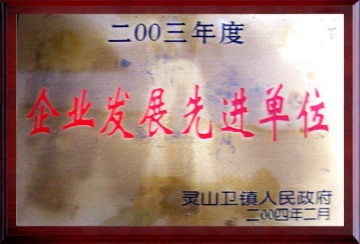 二00三年度
企业发展先进单位
灵山卫镇人民政府
二00四年二月